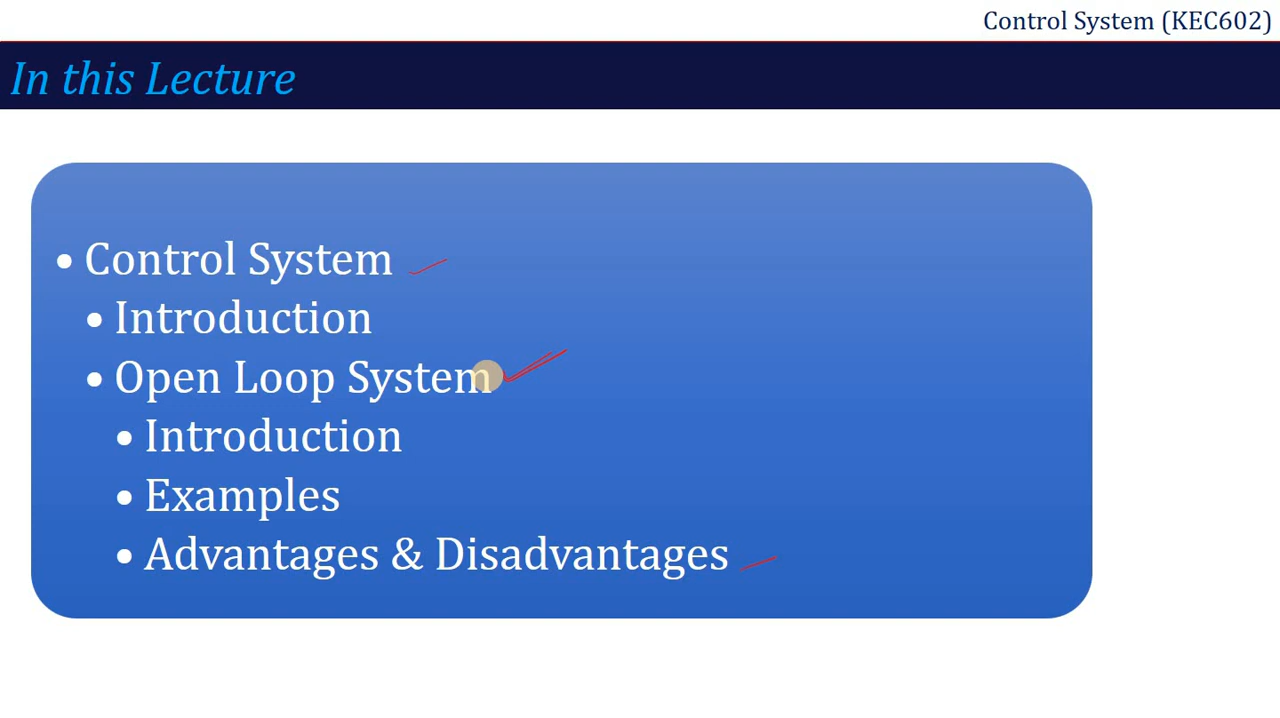 Control System (KEC602)
In this Lecture
• Control System
• Introduction
• Open Loop System
• Introduction
• Examples
• Advantages & Disadvantages